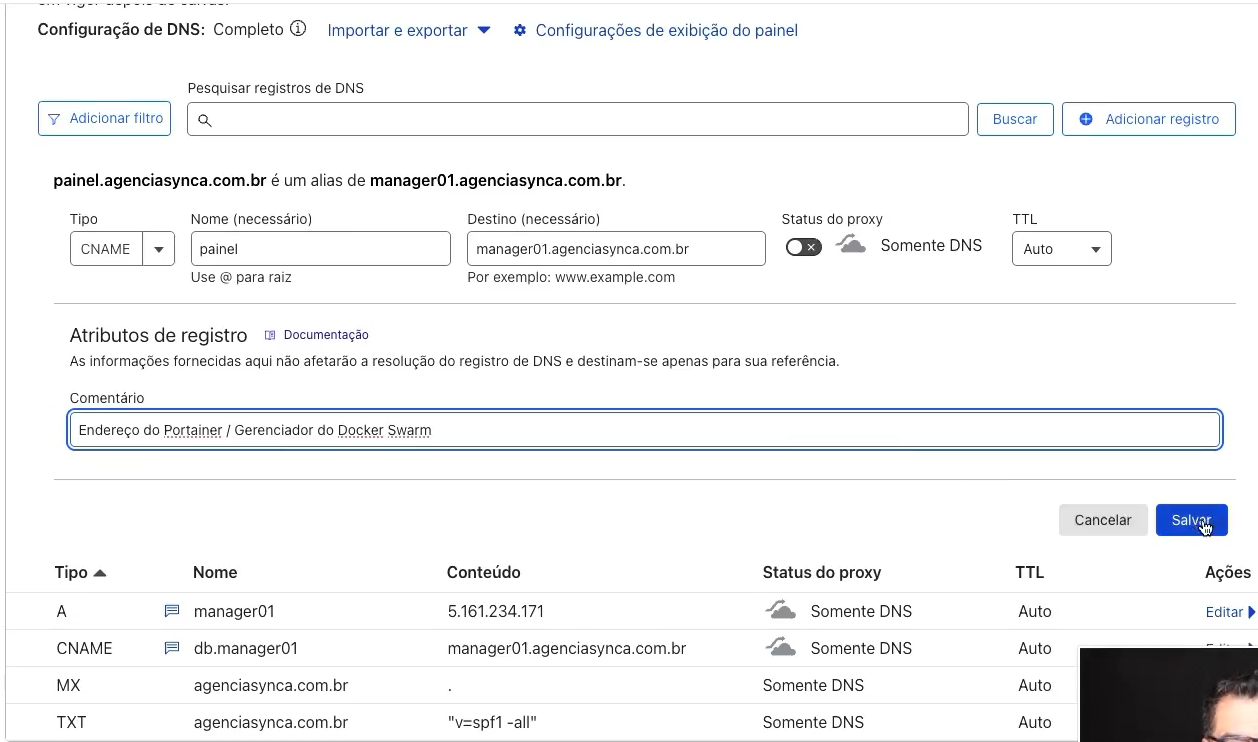 Configuração de DNS: Completo Importar e exportar Configurações de exibição do painel
Pesquisar registros de DNS
Adicionar filtro Buscar Adicionar registro
painel.agenciasynca.com.br é um alias de manager01.agenciasynca.com.br.
Tipo Nome (necessário) Destino (necessário) Status do proxy TTL
CNAME painel manager01.agenciasynca.com.br Somente DNS Auto
Use @ para raiz Por exemplo: www.example.com
Atributos de registro Documentação
As informações fornecidas aqui não afetarão a resolução do registro de DNS e destinam-se apenas para sua referência.
Comentário
Endereço do Portainer / Gerenciador do Docker Swarm
Cancelar Salvar
Tipo Nome Conteúdo Status do proxy TTL Ações
A manager01 5.161.234.171 Somente DNS Auto Editar
CNAME db.manager01 manager01.agenciasynca.com.br Somente DNS Auto
MX agenciasynca.com.br . Somente DNS Auto
TXT agenciasynca.com.br "v=spf1 -all" Somente DNS Auto